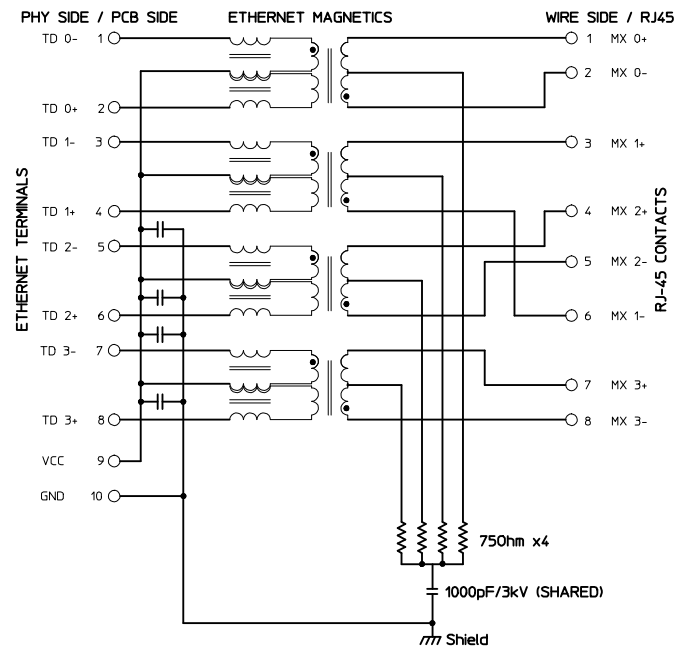 PHY SIDE / PCB SIDE
ETHERNET MAGNETICS
WIRE SIDE / RJ45
TD 0- 1
1 MX 0+
2 MX 0-
TD 0+ 2
TD 1- 3
3 MX 1+
ETHERNET TERMINALS
RJ-45 CONTACTS
TD 1+ 4
4 MX 2+
TD 2- 5
5 MX 2-
TD 2+ 6
6 MX 1-
TD 3- 7
7 MX 3+
TD 3+ 8
8 MX 3-
VCC 9
GND 10
75Ohm x4
1000pF/3kV (SHARED)
Shield